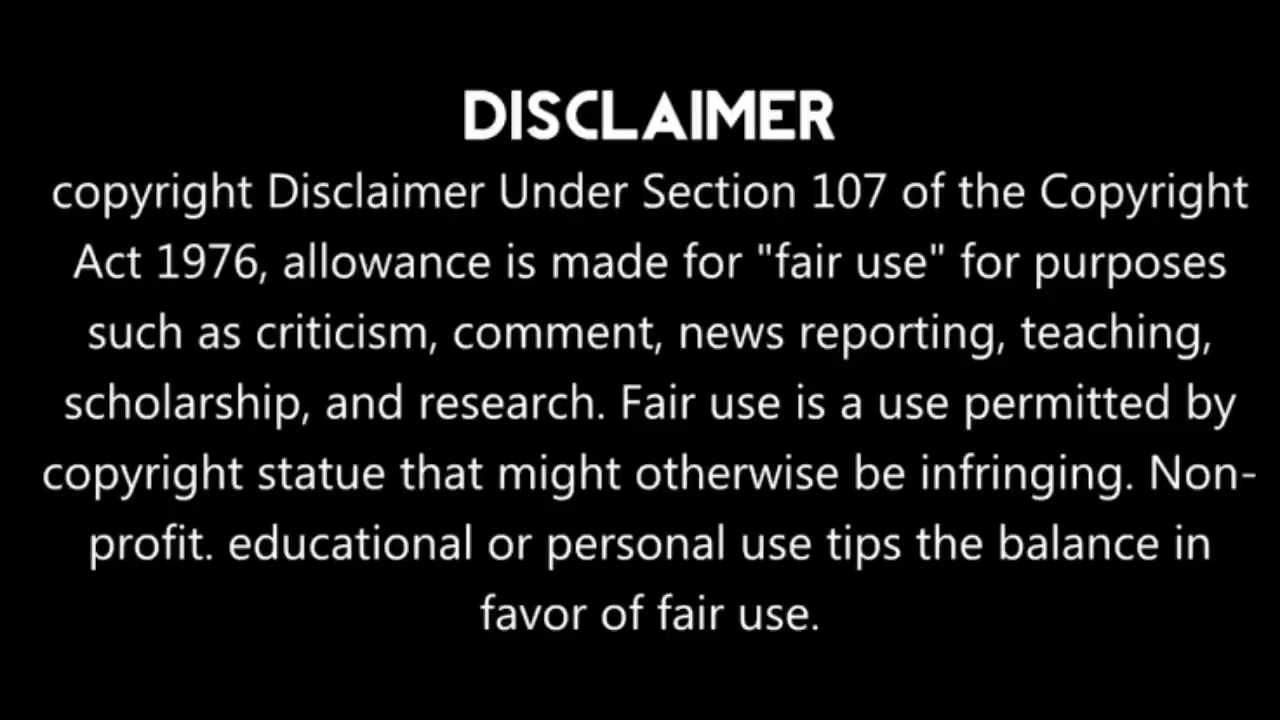 DISCLAIMER
copyright Disclaimer Under Section 107 of the Copyright
Act 1976, allowance is made for "fair use" for purposes
such as criticism, comment, news reporting, teaching,
scholarship, and research. Fair use is a use permitted by
copyright statue that might otherwise be infringing. Non-
profit. educational or personal use tips the balance in
favor of fair use.